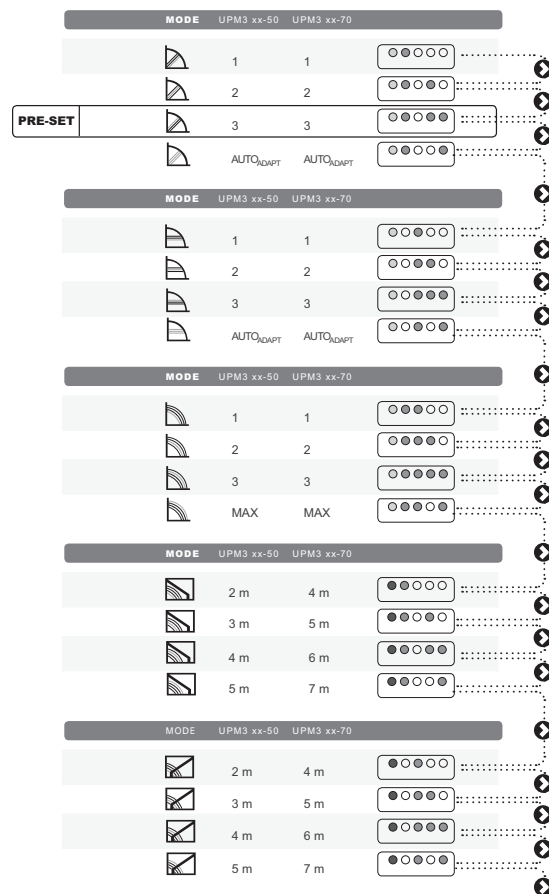 MODE UPM3 xx-50 UPM3 xx-70
1 1
2 2
PRE-SET 3 3
AUTOADAPT AUTOADAPT
MODE UPM3 xx-50 UPM3 xx-70
1 1
2 2
3 3
AUTOADAPT AUTOADAPT
MODE UPM3 xx-50 UPM3 xx-70
1 1
2 2
3 3
MAX MAX
MODE UPM3 xx-50 UPM3 xx-70
2 m 4 m
3 m 5 m
4 m 6 m
5 m 7 m
MODE UPM3 xx-50 UPM3 xx-70
2 m 4 m
3 m 5 m
4 m 6 m
5 m 7 m